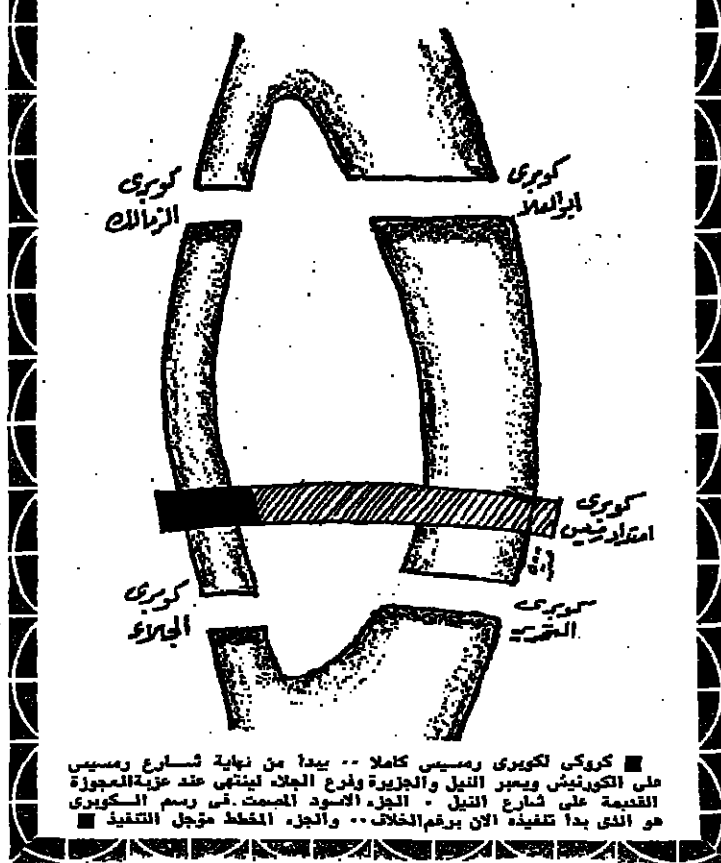 كوبرى
الزمالك
كوبرى
ابوالعلا
كوبرى
امتداد رمسيس
كوبرى
الجلاء
كوبرى
التحرير
■ كروكى لكوبرى رمسيس كاملا ·· يبدأ من نهاية شارع رمسيس
على الكورنيش ويعبر النيل والجزيرة وفرع الجلاء لينتهى عند عزبة العجوزة
القديمة على شارع النيل · الجزء الاسود المصمت فى رسم الكوبرى
هو الذى بدأ تنفيذه الان برغم الخلاف ·· والجزء المخطط مؤجل التنفيذ ■